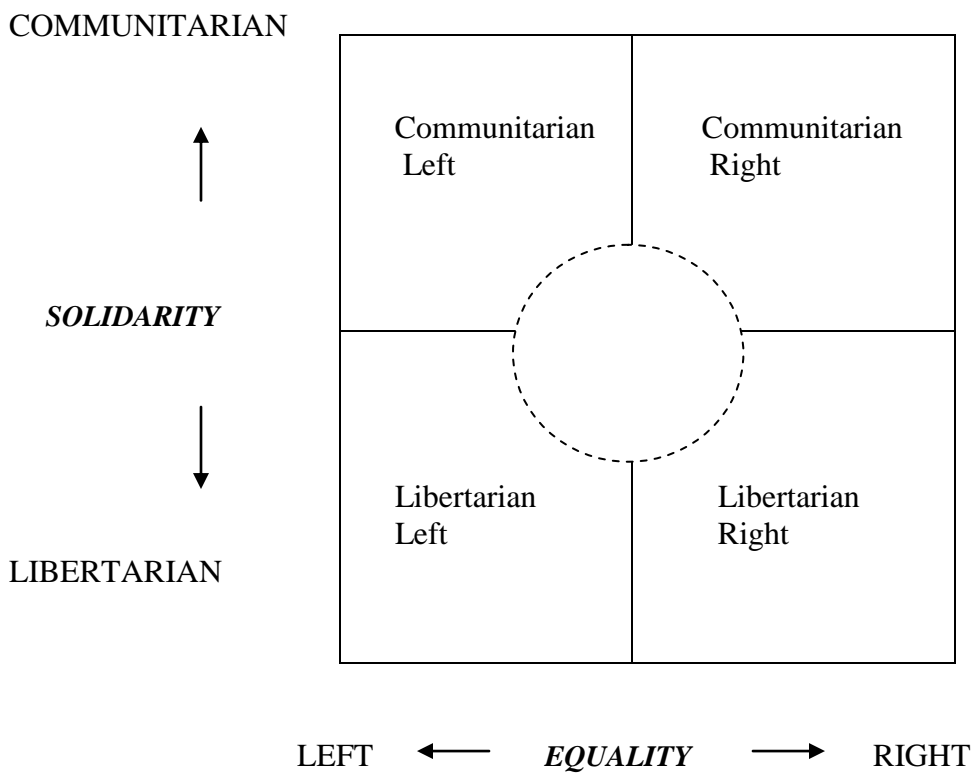 COMMUNITARIAN
Communitarian
Left
Communitarian
Right
SOLIDARITY
Libertarian
Left
Libertarian
Right
LIBERTARIAN
LEFT EQUALITY RIGHT